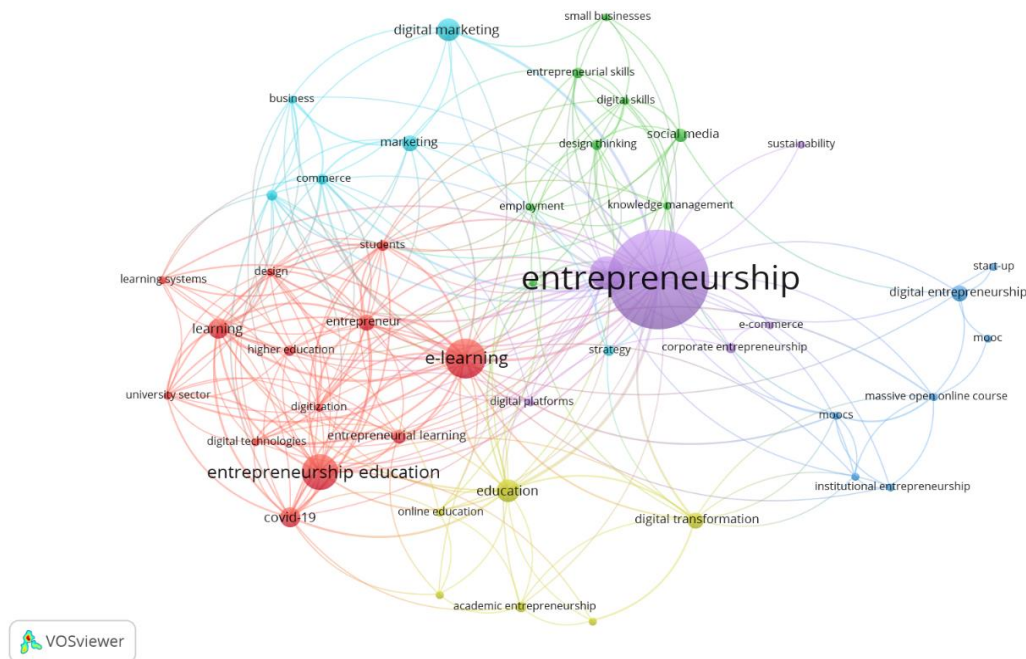 small businesses
digital marketing
entrepreneurial skills
business
digital skills
social media
marketing
design thinking
sustainability
commerce
employment
knowledge management
students
start-up
learning systems
design
entrepreneurship
digital entrepreneurship
learning
entrepreneur
e-commerce
mooc
higher education
e-learning
strategy
corporate entrepreneurship
university sector
digital platforms
massive open online course
digitization
moocs
digital technologies
entrepreneurial learning
entrepreneurship education
education
institutional entrepreneurship
online education
covid-19
digital transformation
academic entrepreneurship
VOSviewer